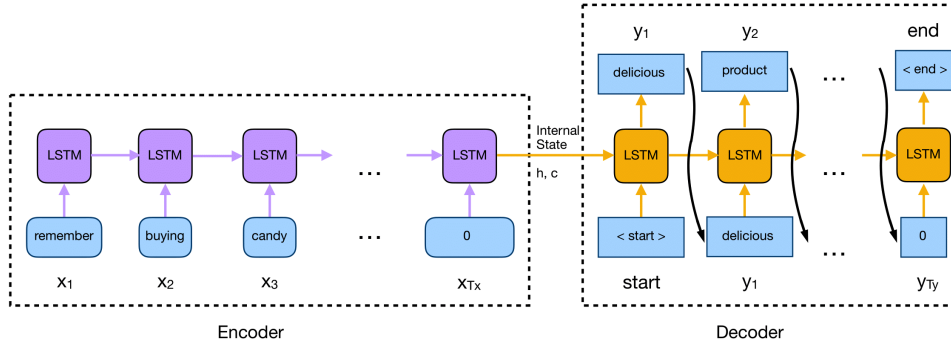 y1 y2 end
delicious product ... < end >
Internal
State
LSTM LSTM LSTM ... LSTM LSTM LSTM ... LSTM
h, c
remember buying candy ... 0 < start > delicious ... 0
x1 x2 x3 xTx start y1 yTy
Encoder Decoder